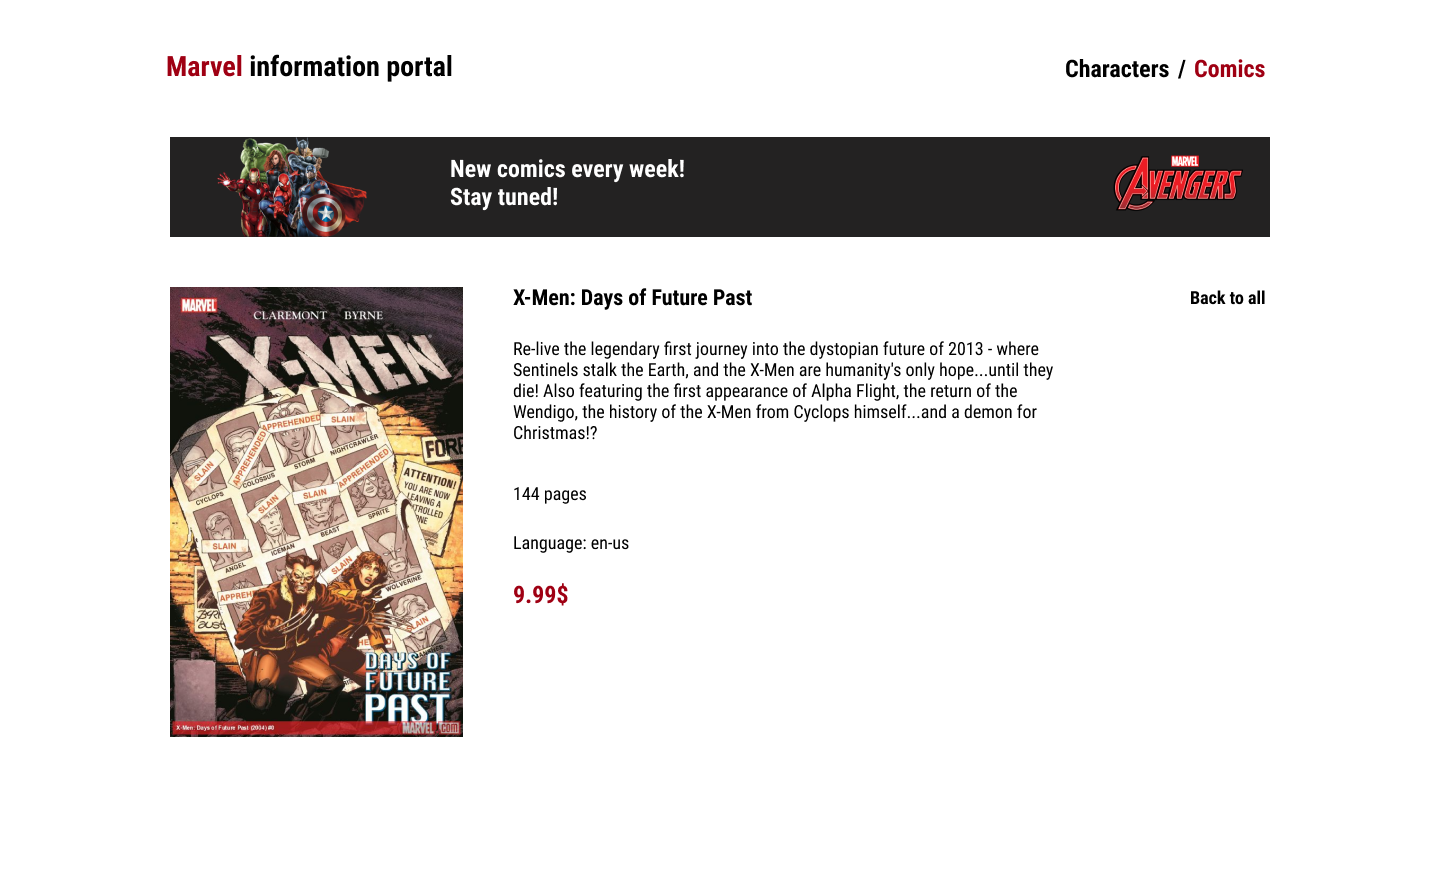 Marvel information portal
Characters / Comics
New comics every week!
Stay tuned!
MARVEL
AVENGERS
MARVEL
CLAREMONT BYRNE
X-MEN
SLAIN
CYCLOPS
APPREHENDED
COLOSSUS
APPREHENDED
STORM
SLAIN
NIGHTCRAWLER
FORE
ATTENTION!
YOU ARE NOW
LEAVING A
TROLLED
NE
SLAIN
ANGEL
SLAIN
ICEMAN
SLAIN
BEAST
APPREHENDED
SPRITE
APPREH
SLAIN
WOLVERINE
SLAIN
DAYS OF
FUTURE
PAST
X-Men: Days of Future Past (2004) #0
MARVEL .COM
X-Men: Days of Future Past
Back to all
Re-live the legendary first journey into the dystopian future of 2013 - where
Sentinels stalk the Earth, and the X-Men are humanity's only hope...until they
die! Also featuring the first appearance of Alpha Flight, the return of the
Wendigo, the history of the X-Men from Cyclops himself...and a demon for
Christmas!?
144 pages
Language: en-us
9.99$